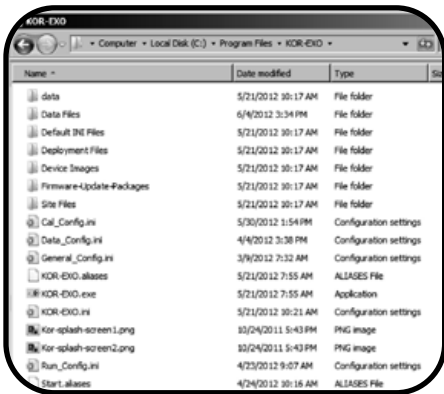 KOR-EXO
Computer Local Disk (C:) Program Files KOR-EXO
Name Date modified Type
data 5/21/2012 10:17 AM File folder
Data Files 6/4/2012 3:34 PM File folder
Default INI Files 5/21/2012 10:17 AM File folder
Deployment Files 5/21/2012 10:17 AM File folder
Device Images 5/21/2012 10:17 AM File folder
Firmware-Update-Packages 5/21/2012 10:17 AM File folder
Site Files 5/21/2012 10:17 AM File folder
Cal_Config.ini 5/30/2012 1:54 PM Configuration settings
Data_Config.ini 4/4/2012 3:38 PM Configuration settings
General_Config.ini 3/9/2012 7:32 AM Configuration settings
KOR-EXO.aliases 5/21/2012 7:55 AM ALIASES File
KOR-EXO.exe 5/21/2012 7:55 AM Application
KOR-EXO.ini 5/21/2012 10:21 AM Configuration settings
Kor-splash-screen1.png 10/24/2011 5:43 PM PNG image
Kor-splash-screen2.png 10/24/2011 5:43 PM PNG image
Run_Config.ini 4/23/2012 9:07 AM Configuration settings
Start.aliases 4/24/2012 10:16 AM ALIASES File